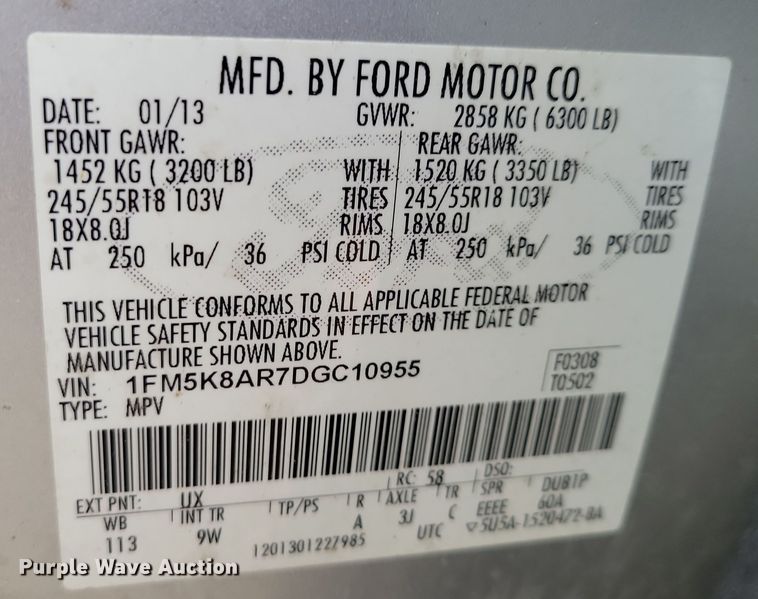 MFD. BY FORD MOTOR CO.
DATE: 01/13 GVWR: 2858 KG ( 6300 LB)
FRONT GAWR: REAR GAWR:
1452 KG ( 3200 LB) WITH 1520 KG ( 3350 LB) WITH
245/55R18 103V TIRES 245/55R18 103V TIRES
18X8.0J RIMS 18X8.0J RIMS
AT 250 kPa/ 36 PSI COLD AT 250 kPa/ 36 PSI COLD
THIS VEHICLE CONFORMS TO ALL APPLICABLE FEDERAL MOTOR
VEHICLE SAFETY STANDARDS IN EFFECT ON THE DATE OF
MANUFACTURE SHOWN ABOVE.
VIN: 1FM5K8AR7DGC10955 F0308
TYPE: MPV T0502
EXT PNT: UX RC: 58 DSO:
WB INT TR TP/PS R AXLE TR SPR DUB1P
113 9W A 3J C EEEE 60A
1201301227985 UTC 5U5A-1520472-BA
Purple Wave Auction